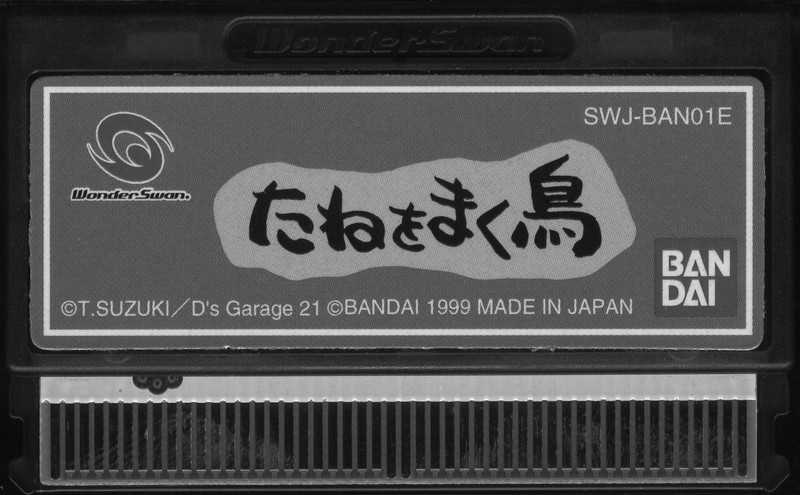 WonderSwan
SWJ-BAN01E
WonderSwan.
たねをまく鳥
BAN
DAI
©T.SUZUKI／D's Garage 21 ©BANDAI 1999 MADE IN JAPAN